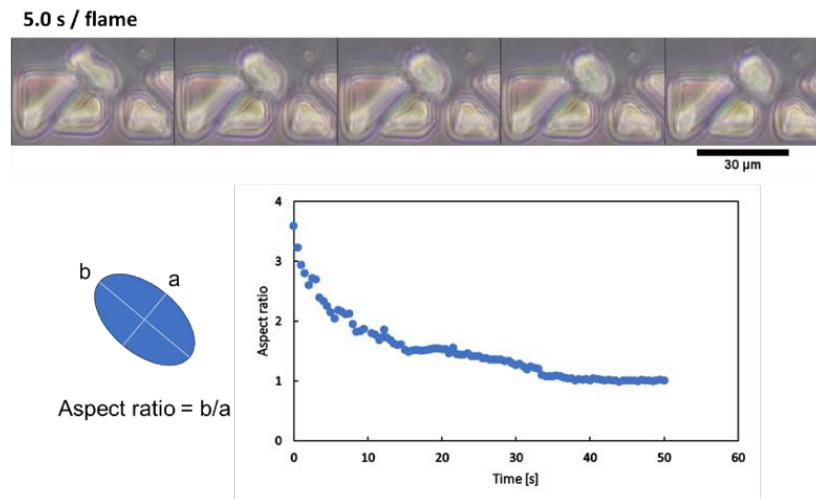 5.0 s / flame
30 µm
b
a
Aspect ratio = b/a
4
3
2
1
0
Aspect ratio
0 10 20 30 40 50 60
Time [s]